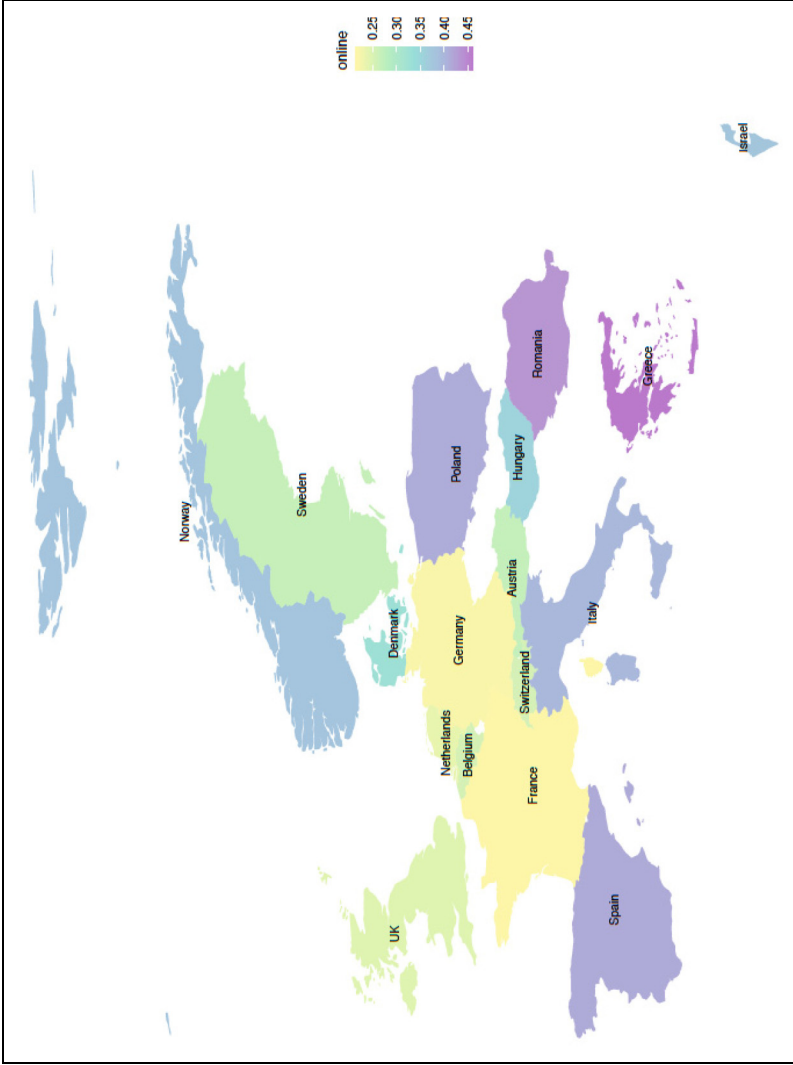 online
0.25
0.30
0.35
0.40
0.45
Norway
Sweden
Denmark
UK
Netherlands
Belgium
Germany
Poland
France
Switzerland
Austria
Hungary
Romania
Spain
Italy
Greece
Israel